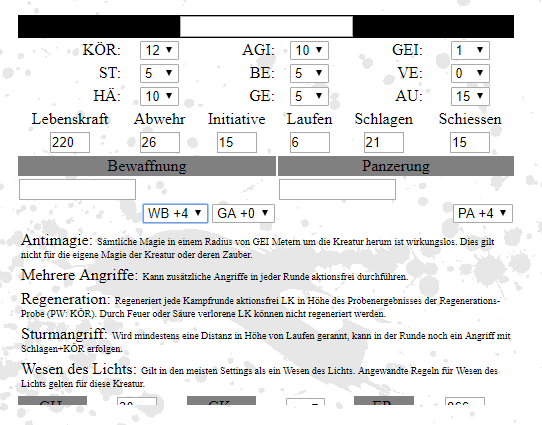 KÖR: 12 AGI: 10 GEI: 1
ST: 5 BE: 5 VE: 0
HÄ: 10 GE: 5 AU: 15
Lebenskraft Abwehr Initiative Laufen Schlagen Schiessen
220 26 15 6 21 15
Bewaffnung Panzerung
WB +4 GA +0 PA +4
Antimagie: Sämtliche Magie in einem Radius von GEI Metern um die Kreatur herum ist wirkungslos. Dies gilt
nicht für die eigene Magie der Kreatur oder deren Zauber.
Mehrere Angriffe: Kann zusätzliche Angriffe in jeder Runde aktionsfrei durchführen.
Regeneration: Regeneriert jede Kampfrunde aktionsfrei LK in Höhe des Probenergebnisses der Regenerations-
Probe (PW: KÖR). Durch Feuer oder Säure verlorene LK können nicht regeneriert werden.
Sturmangriff: Wird mindestens eine Distanz in Höhe von Laufen gerannt, kann in der Runde noch ein Angriff mit
Schlagen+KÖR erfolgen.
Wesen des Lichts: Gilt in den meisten Settings als ein Wesen des Lichts. Angewandte Regeln für Wesen des
Lichts gelten für diese Kreatur.